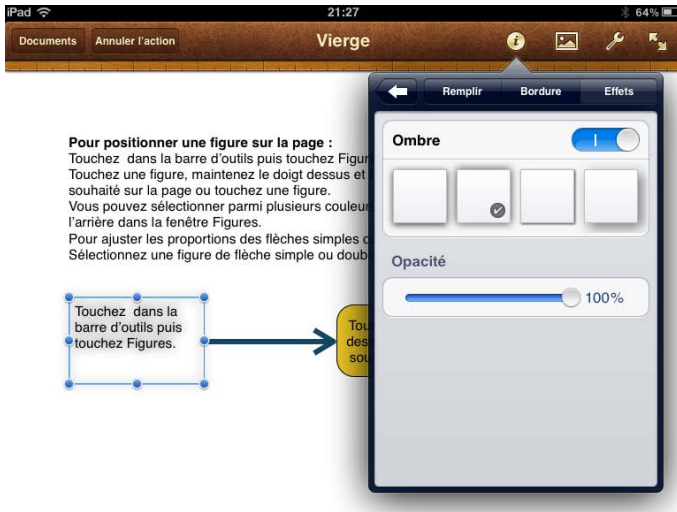 iPad 21:27 64%
Documents Annuler l'action Vierge
Remplir Bordure Effets
Ombre
Opacité
100%
Pour positionner une figure sur la page :
Touchez  dans la barre d'outils puis touchez Figur
Touchez une figure, maintenez le doigt dessus et
souhaité sur la page ou touchez une figure.
Vous pouvez sélectionner parmi plusieurs couleur
l'arrière dans la fenêtre Figures.
Pour ajuster les proportions des flèches simples o
Sélectionnez une figure de flèche simple ou doub
Touchez  dans la
barre d'outils puis
touchez Figures.
Tou
des
sou